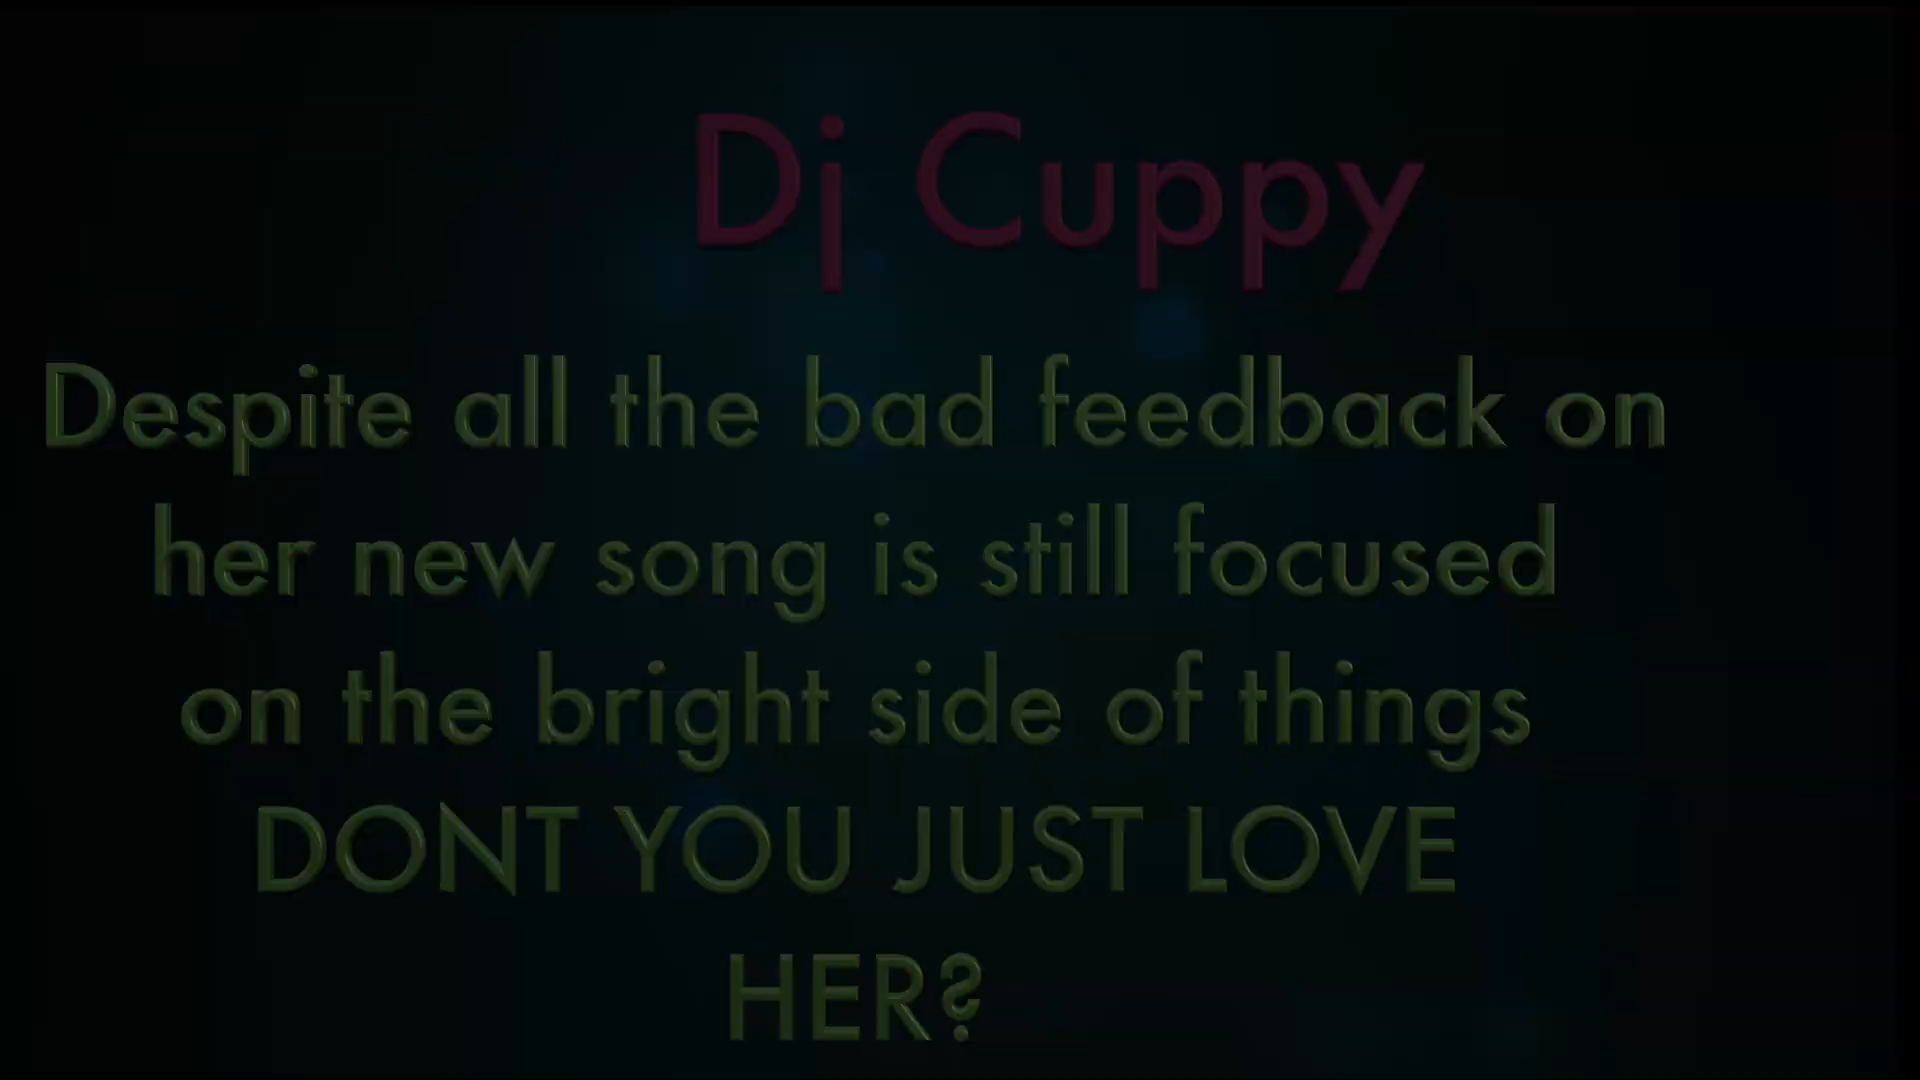 Dj Cuppy
Despite all the bad feedback on
her new song is still focused
on the bright side of things
DONT YOU JUST LOVE
HER?